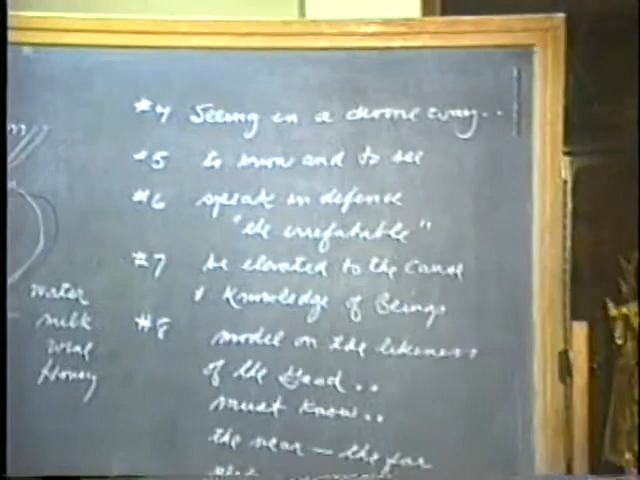 #4 Seeing in a divine way..
#5 to know and to see
#6 speak in defence
"the irrefutable"
#7 be elevated to the Cause
& Knowledge of Beings
#8 model on the likeness
of the Good..
must know..
the near — the far
water
milk
wine
Honey